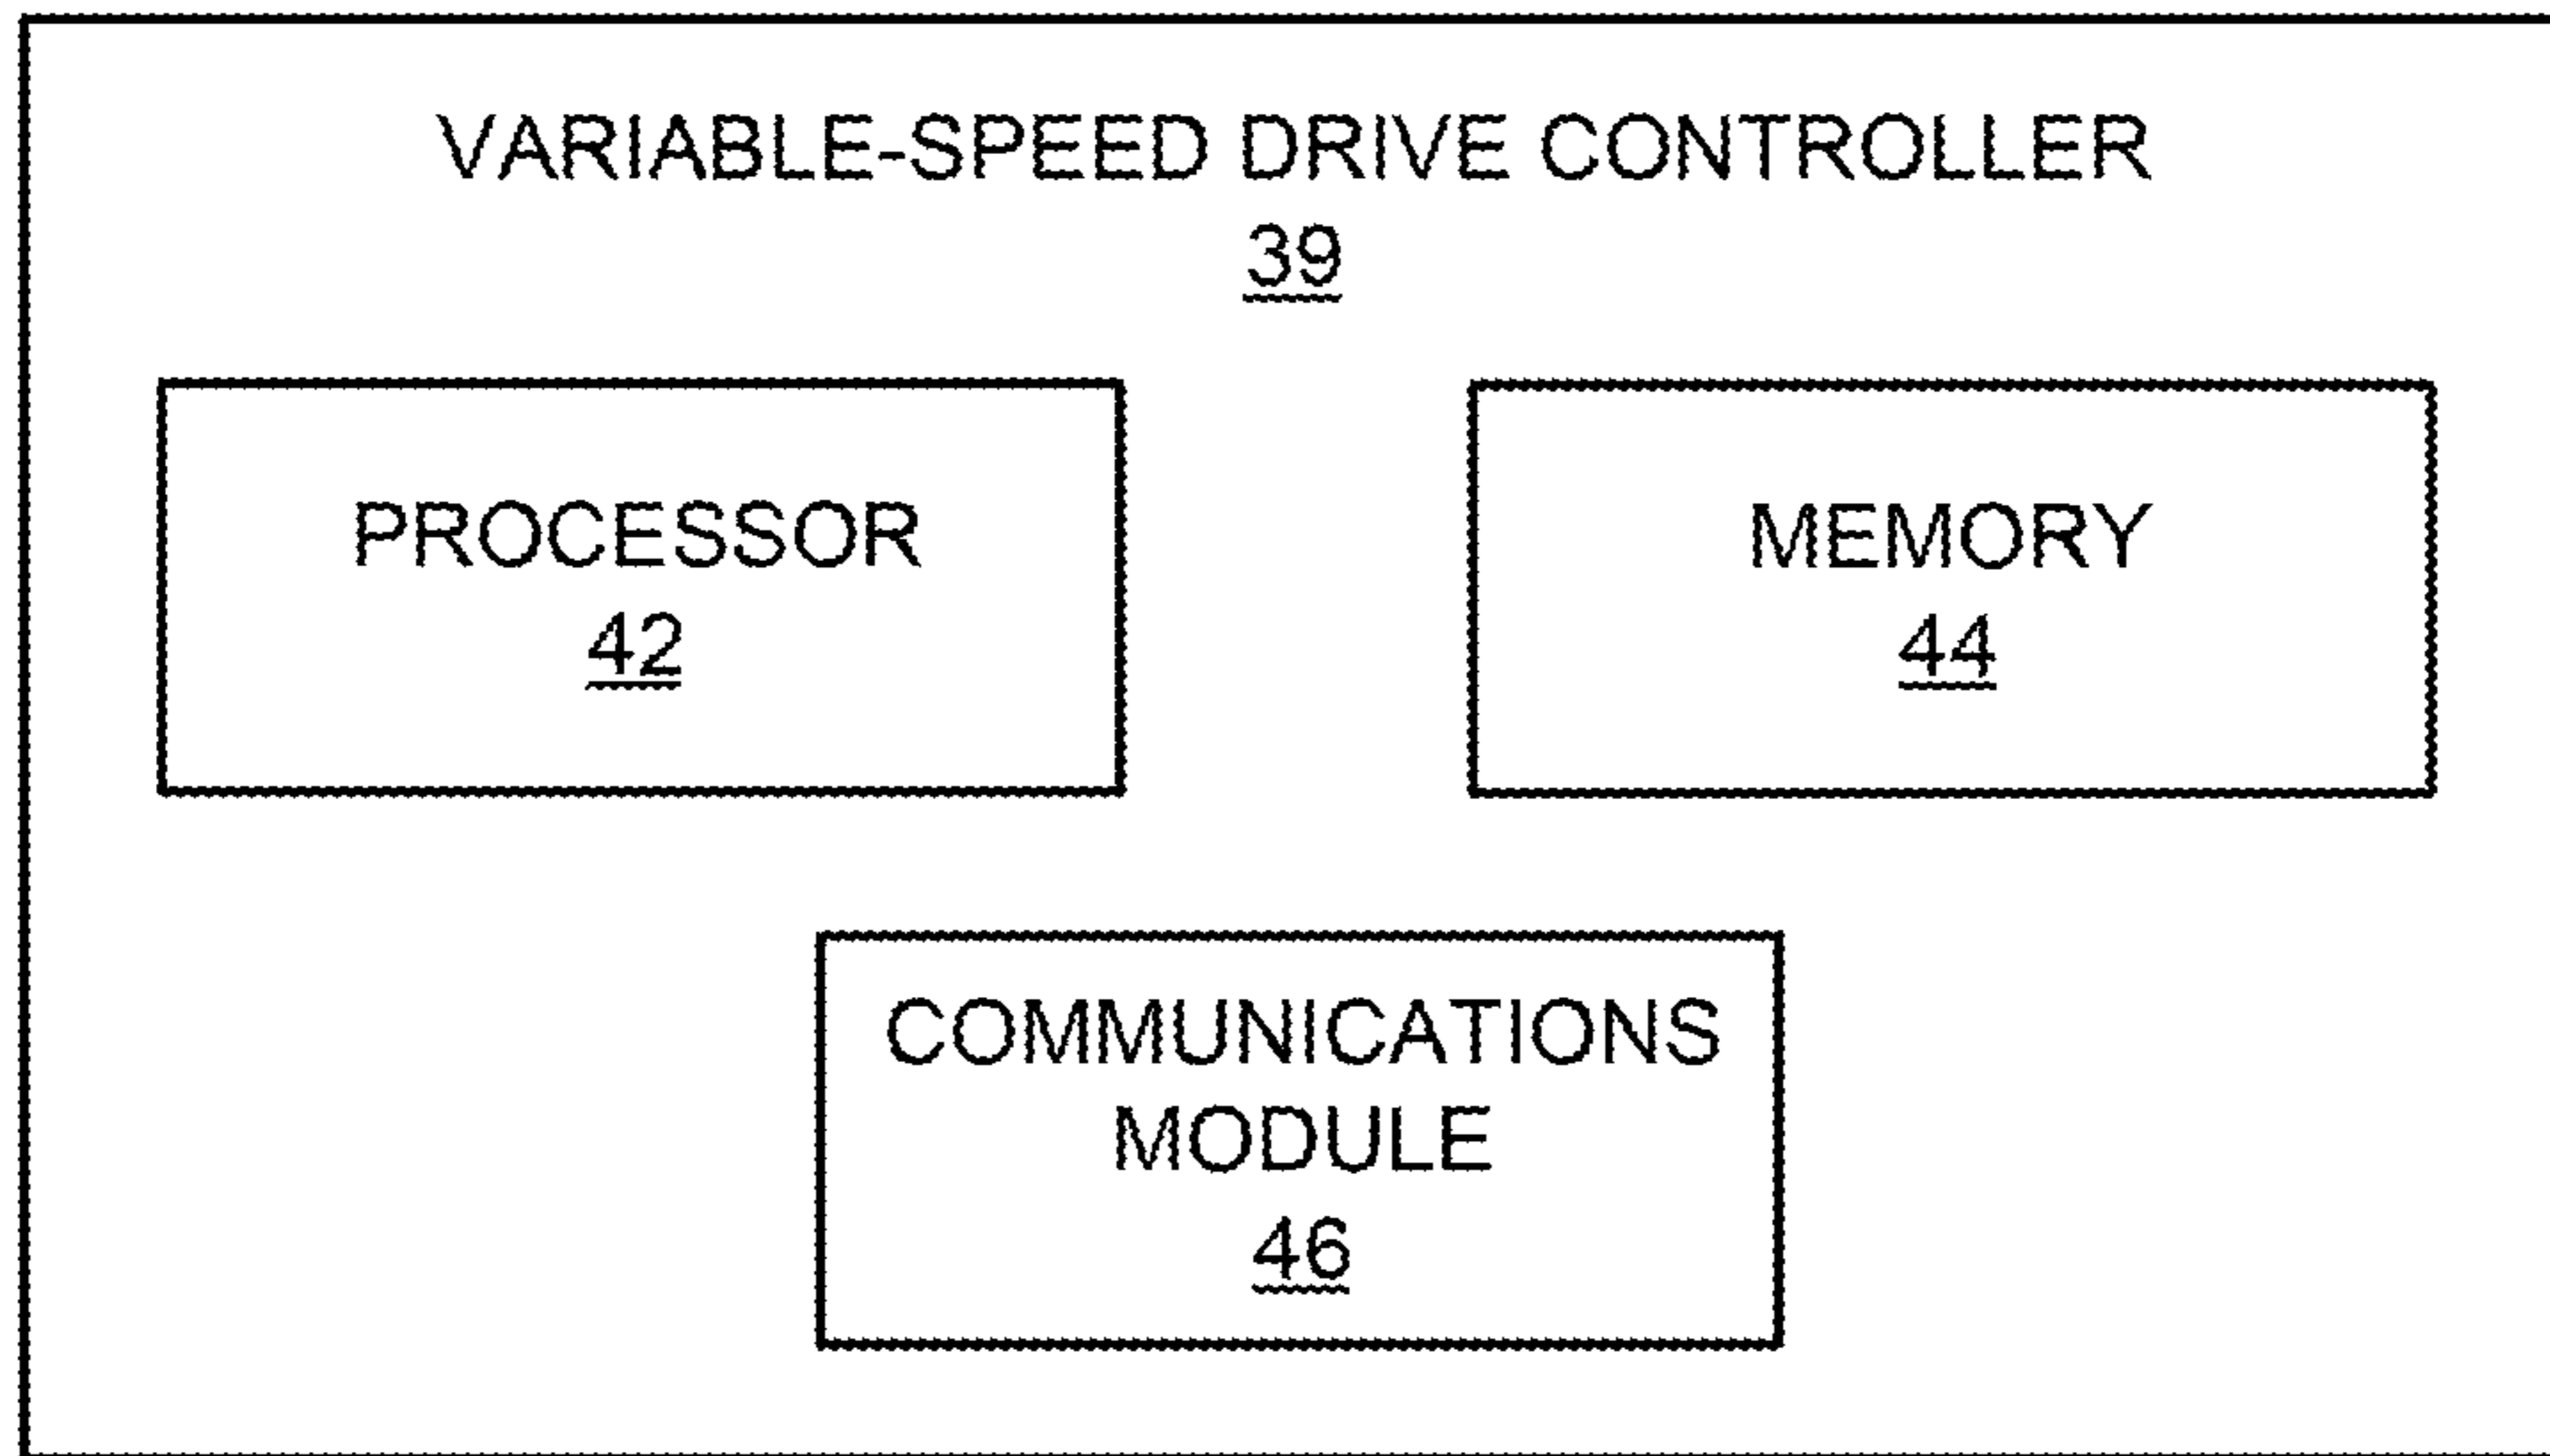 VARIABLE-SPEED DRIVE CONTROLLER
39
PROCESSOR
42
MEMORY
44
COMMUNICATIONS
MODULE
46